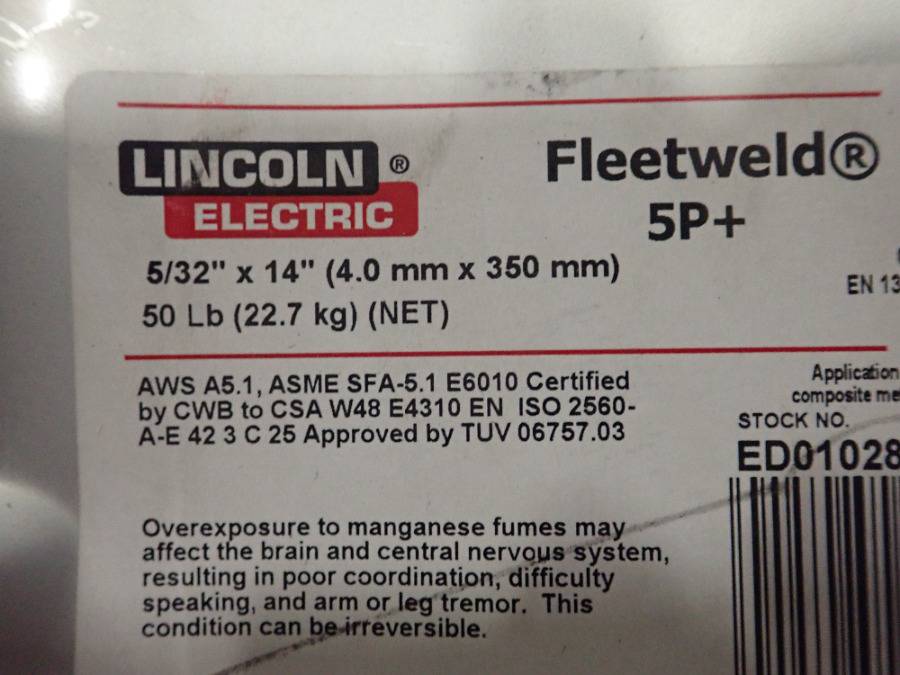 LINCOLN ®
ELECTRIC
Fleetweld®
5P+
5/32" x 14" (4.0 mm x 350 mm)
50 Lb (22.7 kg) (NET)
EN 13
AWS A5.1, ASME SFA-5.1 E6010 Certified
by CWB to CSA W48 E4310 EN ISO 2560-
A-E 42 3 C 25 Approved by TUV 06757.03
Application
composite me
STOCK NO.
ED01028
Overexposure to manganese fumes may
affect the brain and central nervous system,
resulting in poor coordination, difficulty
speaking, and arm or leg tremor. This
condition can be irreversible.